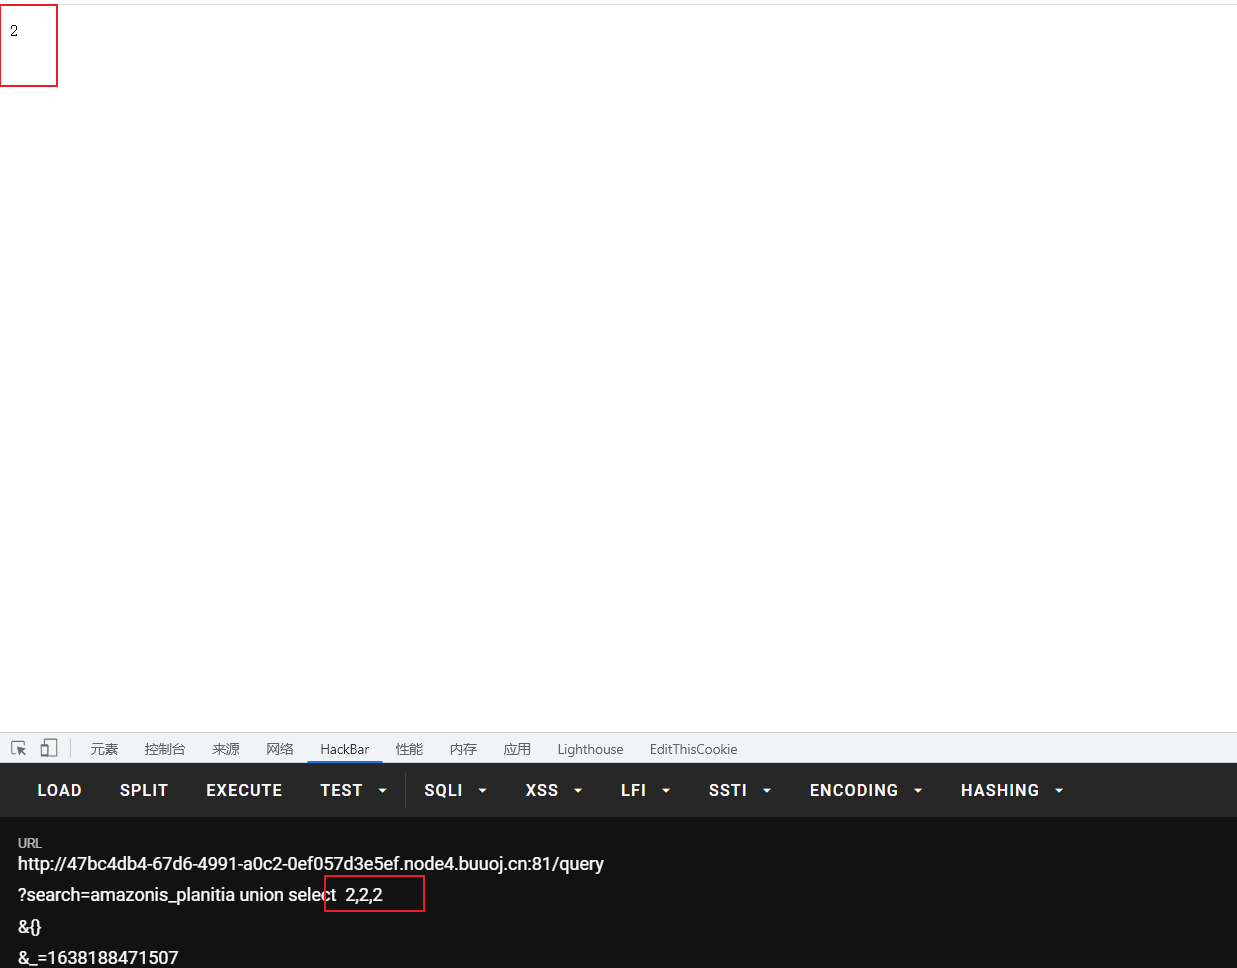 2
元素 控制台 来源 网络 HackBar 性能 内存 应用 Lighthouse EditThisCookie
LOAD SPLIT EXECUTE TEST SQLI XSS LFI SSTI ENCODING HASHING
URL
http://47bc4db4-67d6-4991-a0c2-0ef057d3e5ef.node4.buuoj.cn:81/query
?search=amazonis_planitia union select  2,2,2
&{}
&_=1638188471507